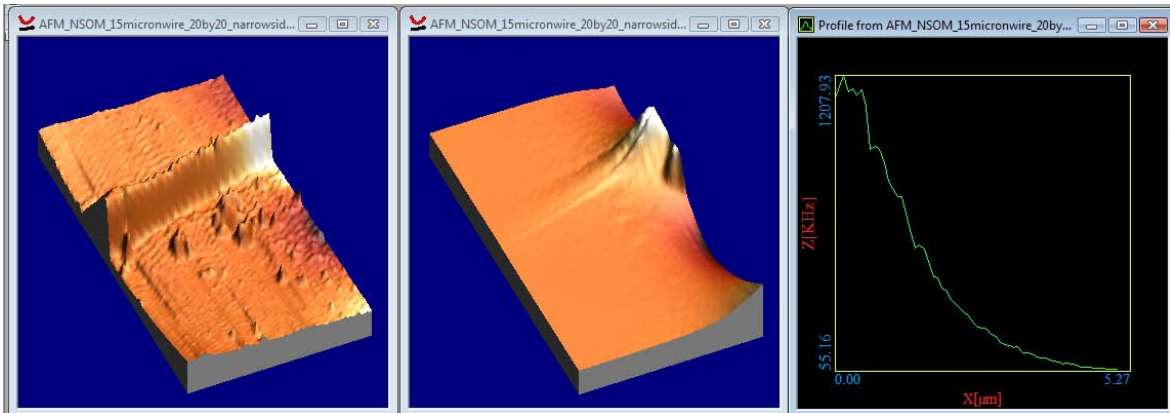 AFM_NSOM_15micronwire_20by20_narrowsid...
AFM_NSOM_15micronwire_20by20_narrowsid...
Profile from AFM_NSOM_15micronwire_20by...
1207.93
Z[KHz]
55.16
0.00
5.27
X[µm]